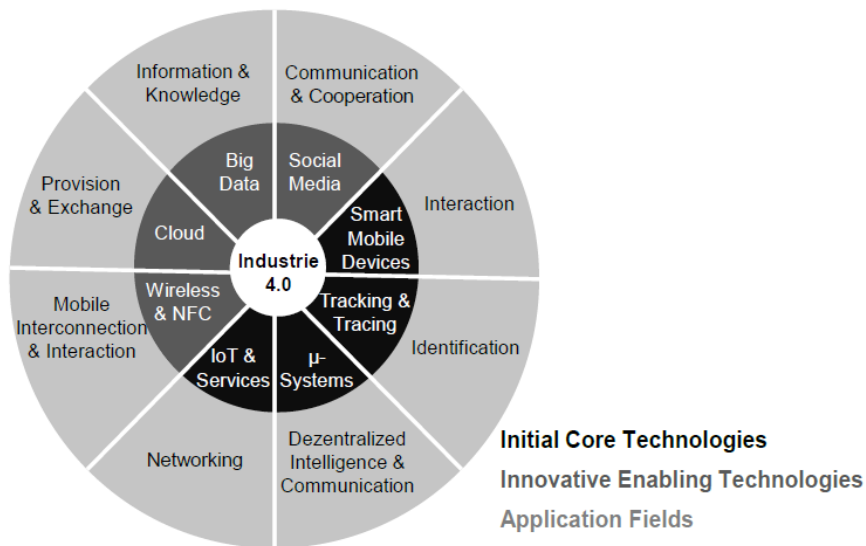 Information &
Knowledge
Communication
& Cooperation
Provision
& Exchange
Interaction
Mobile
Interconnection
& Interaction
Identification
Networking
Dezentralized
Intelligence &
Communication
Big
Data
Social
Media
Cloud
Smart
Mobile
Devices
Wireless
& NFC
Tracking &
Tracing
IoT &
Services
µ-
Systems
Industrie
4.0
Initial Core Technologies
Innovative Enabling Technologies
Application Fields